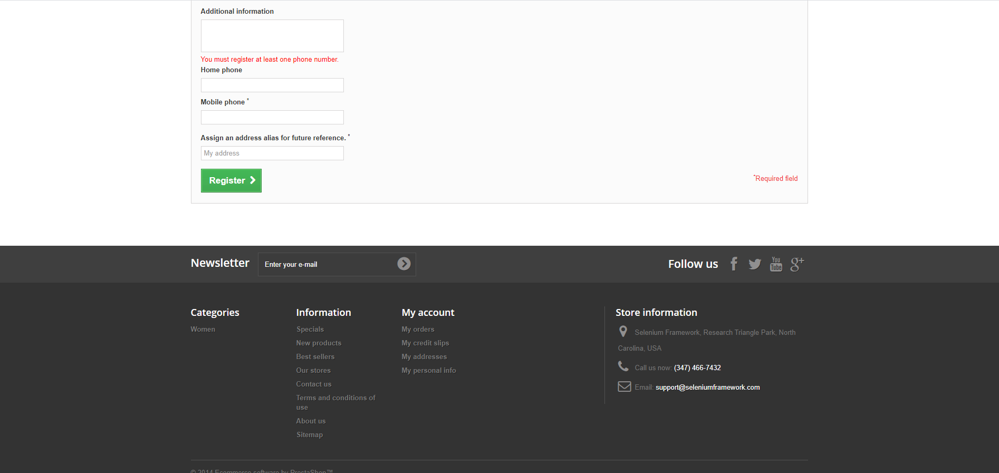 Additional information
You must register at least one phone number.
Home phone
Mobile phone *
Assign an address alias for future reference. *
My address
Register
*Required field
Newsletter
Enter your e-mail
Follow us
You
Tube
g+
Categories
Women
Information
Specials
New products
Best sellers
Our stores
Contact us
Terms and conditions of
use
About us
Sitemap
My account
My orders
My credit slips
My addresses
My personal info
Store information
Selenium Framework, Research Triangle Park, North
Carolina, USA
Call us now: (347) 466-7432
Email: support@seleniumframework.com
© 2014 Ecommerce software by PrestaShop™